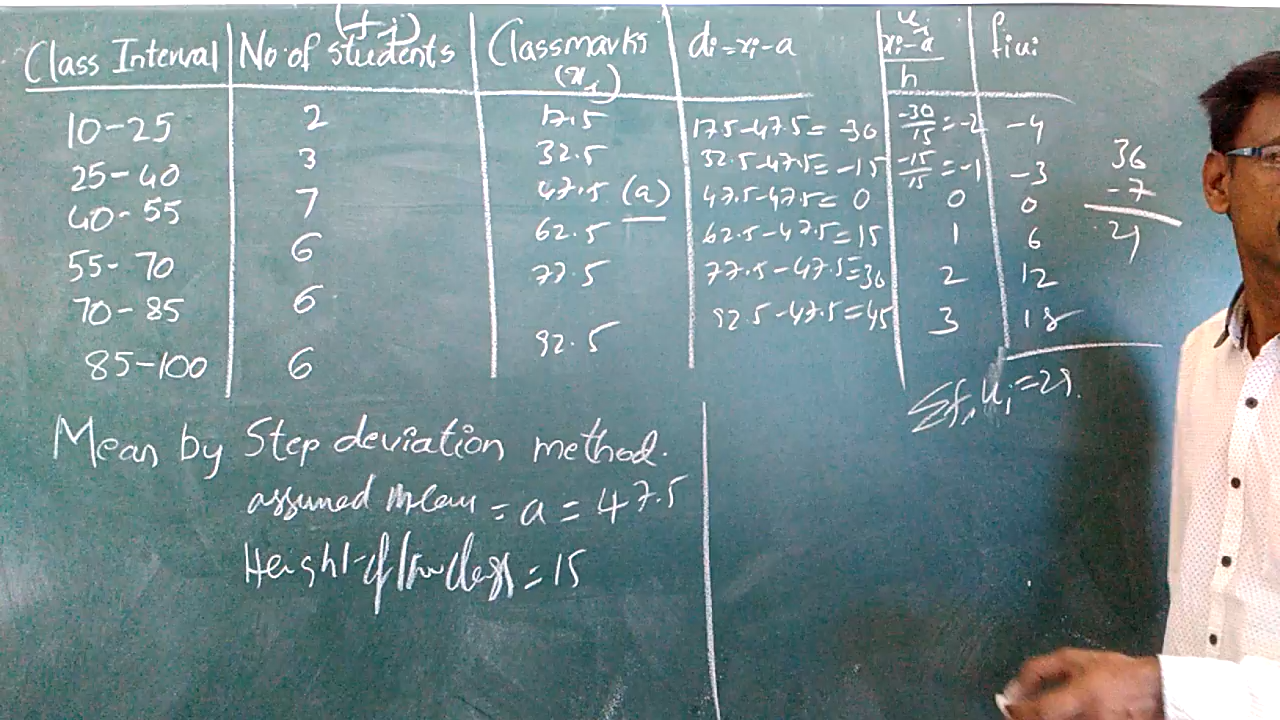 Class Interval No. of students (fi) Classmarks (xi) di = xi - a ui xi - a / h fiui
10-25 2 17.5 17.5-47.5= -30 -30/15 = -2 -4
25-40 3 32.5 32.5-47.5= -15 -15/15 = -1 -3
40-55 7 47.5 (a) 47.5-47.5= 0 0 0
55-70 6 62.5 62.5-47.5=15 1 6
70-85 6 77.5 77.5-47.5=30 2 12
85-100 6 92.5 92.5-47.5=45 3 18
36
-7
29
Σfiui=29.
Mean by Step deviation method.
assumed mean = a = 47.5
Height of the class = 15